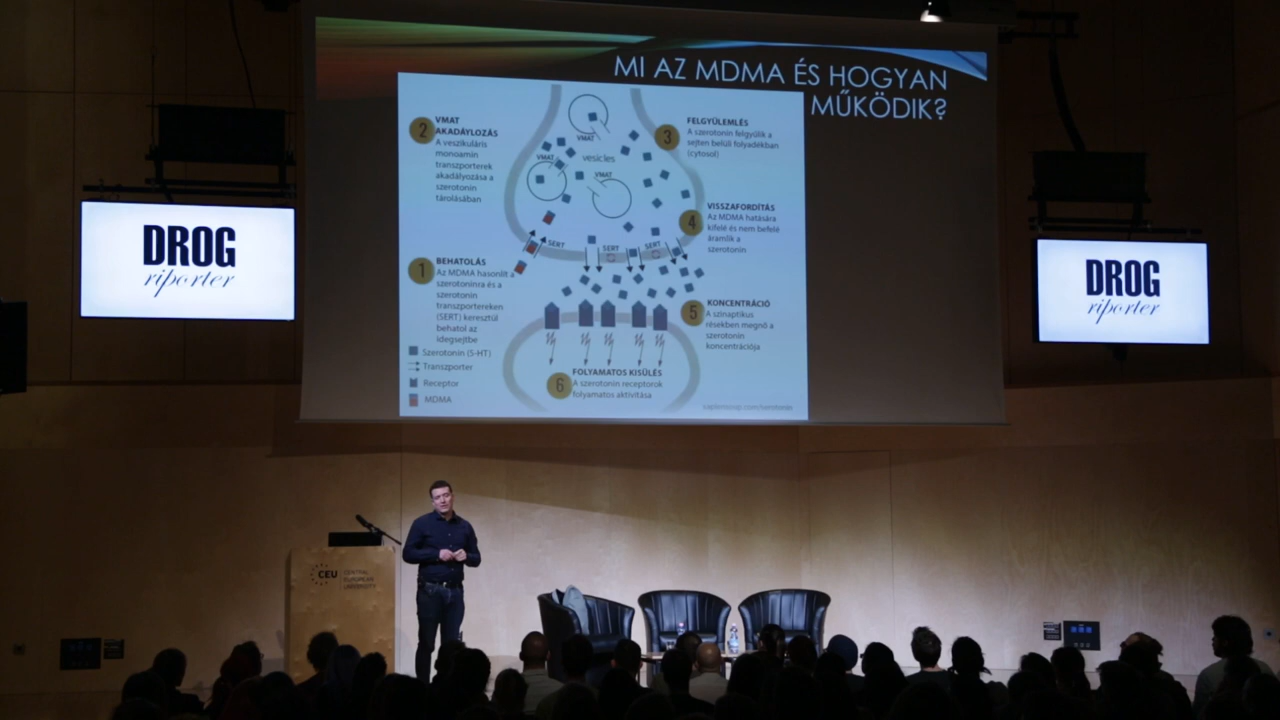 MI AZ MDMA ÉS HOGYAN
MŰKÖDIK?
2
VMAT
AKADÁLYOZÁS
A veszikuláris
monoamin
transzporterek
akadályozása a
szerotonin
tárolásában
1
BEHATOLÁS
Az MDMA hasonlít a
szerotoninra és a
szerotonin
transzportereken
(SERT) keresztül
behatol az
idegsejtbe
Szerotonin (5-HT)
Transzporter
Receptor
MDMA
VMAT
vesicles
VMAT
VMAT
SERT
SERT
SERT
3
FELGYÜLEMLÉS
A szerotonin felgyűlik a
sejten belüli folyadékban
(cytosol)
4
VISSZAFORDÍTÁS
Az MDMA hatására
kifelé és nem befelé
áramlik a
szerotonin
5
KONCENTRÁCIÓ
A szinaptikus
résekben megnő a
szerotonin
koncentrációja
6
FOLYAMATOS KISÜLÉS
A szerotonin receptorok
folyamatos aktivitása
DROG
riporter
DROG
riporter
CEU
CENTRAL
EUROPEAN
UNIVERSITY